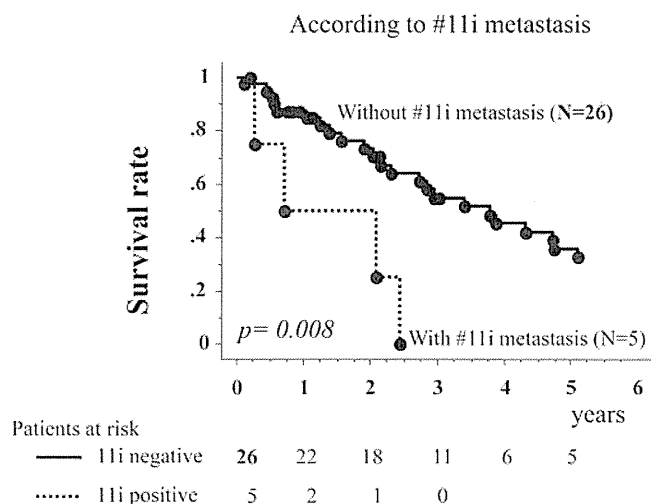 According to #11i metastasis
1
.8
.6
.4
.2
0
Survival rate
Without #11i metastasis (N=26)
With #11i metastasis (N=5)
p= 0.008
0 1 2 3 4 5 6
years
Patients at risk
11i negative 26 22 18 11 6 5
11i positive 5 2 1 0